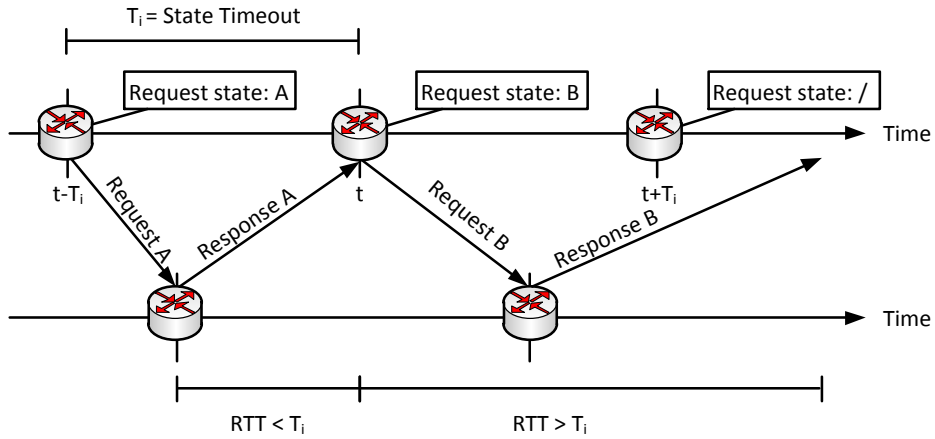 Tᵢ = State Timeout
Request state: A
Request state: B
Request state: /
Time
t-Tᵢ
t
t+Tᵢ
Request A
Response A
Request B
Response B
Time
RTT < Tᵢ
RTT > Tᵢ